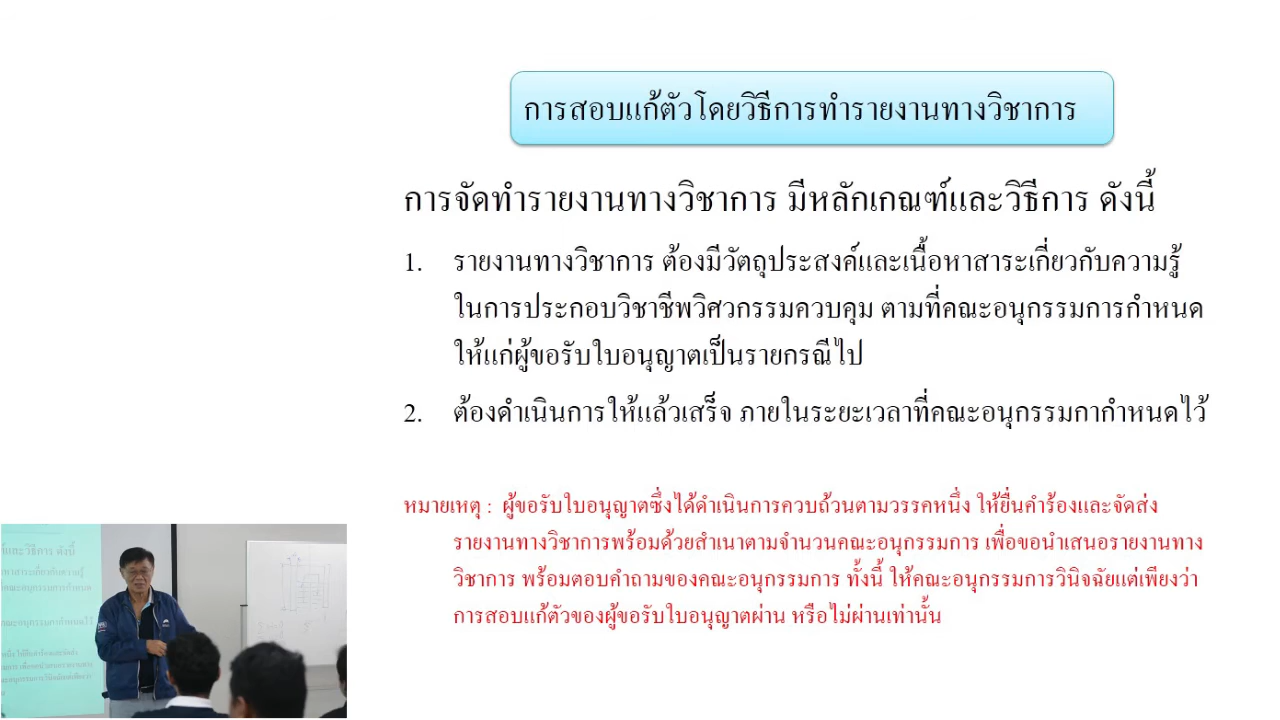 การสอบแก้ตัวโดยวิธีการทำรายงานทางวิชาการ
การจัดทำรายงานทางวิชาการ มีหลักเกณฑ์และวิธีการ ดังนี้
1. รายงานทางวิชาการ ต้องมีวัตถุประสงค์และเนื้อหาสาระเกี่ยวกับความรู้
ในการประกอบวิชาชีพวิศวกรรมควบคุม ตามที่คณะอนุกรรมการกำหนด
ให้แก่ผู้ขอรับใบอนุญาตเป็นรายกรณีไป
2. ต้องดำเนินการให้แล้วเสร็จ ภายในระยะเวลาที่คณะอนุกรรมกากำหนดไว้
หมายเหตุ : ผู้ขอรับใบอนุญาตซึ่งได้ดำเนินการควบถ้วนตามวรรคหนึ่ง ให้ยื่นคำร้องและจัดส่ง
รายงานทางวิชาการพร้อมด้วยสำเนาตามจำนวนคณะอนุกรรมการ เพื่อขอนำเสนอรายงานทาง
วิชาการ พร้อมตอบคำถามของคณะอนุกรรมการ ทั้งนี้ ให้คณะอนุกรรมการวินิจฉัยแต่เพียงว่า
การสอบแก้ตัวของผู้ขอรับใบอนุญาตผ่าน หรือไม่ผ่านเท่านั้น